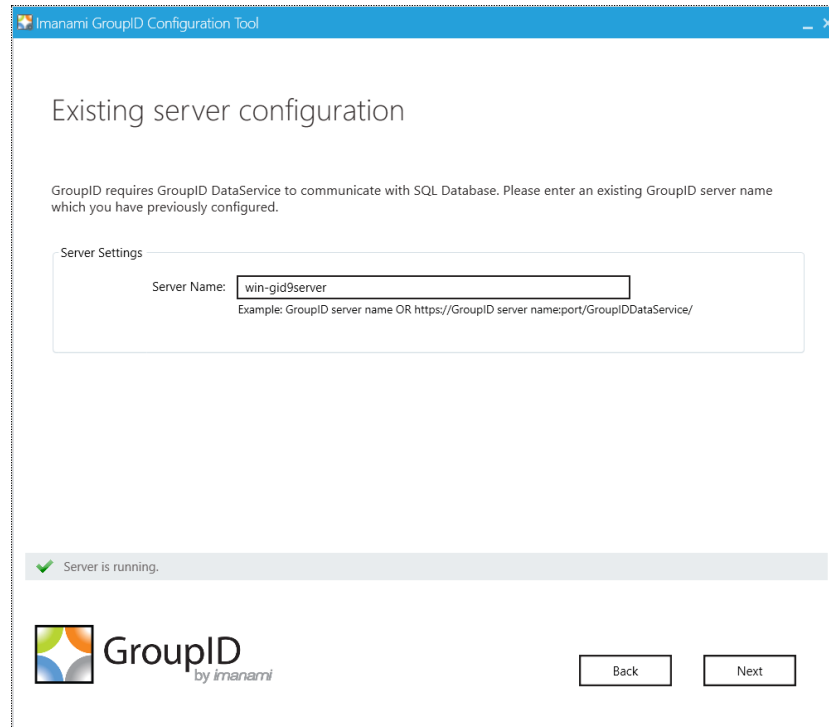 Imanami GroupID Configuration Tool
Existing server configuration
GroupID requires GroupID DataService to communicate with SQL Database. Please enter an existing GroupID server name
which you have previously configured.
Server Settings
Server Name: win-gid9server
Example: GroupID server name OR https://GroupID server name:port/GroupIDDataService/
Server is running.
GroupID
by imanami
Back Next